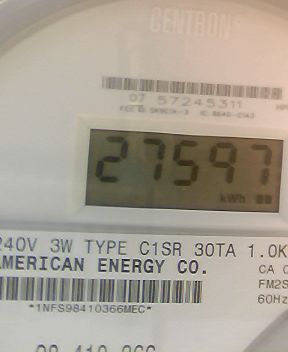 CENTRON®
07 57245311
27597
kWh
240V 3W TYPE C1SR 30TA 1.0K
AMERICAN ENERGY CO.
CA 0
FM2S
60Hz
*1NFS98410366MEC*